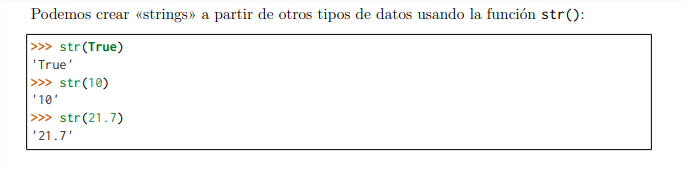 Podemos crear «strings» a partir de otros tipos de datos usando la función str():
>>> str(True)
'True'
>>> str(10)
'10'
>>> str(21.7)
'21.7'